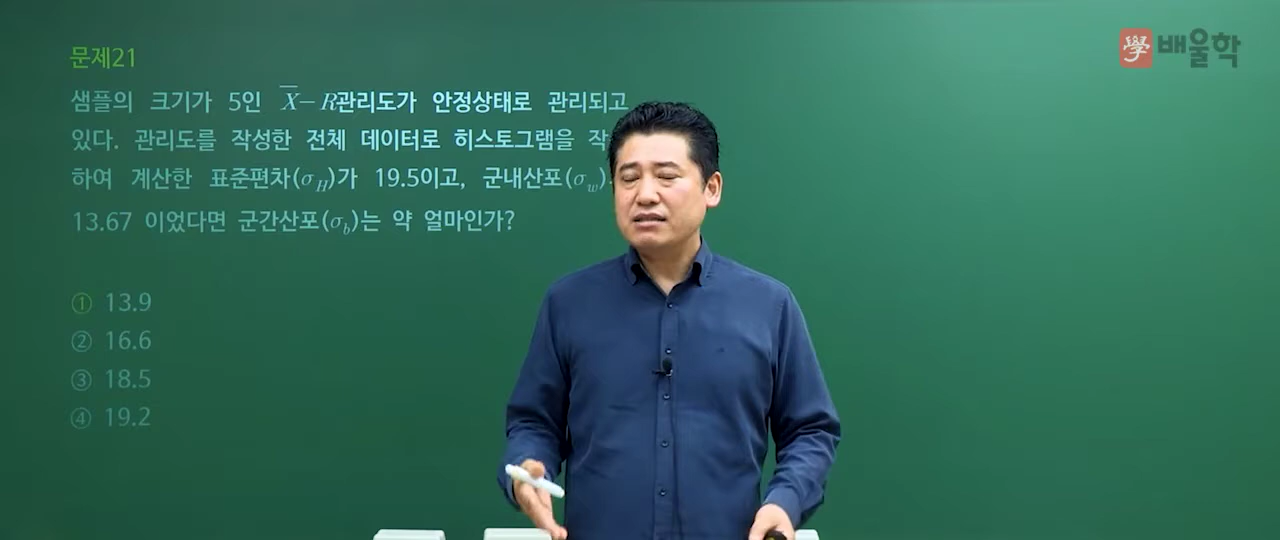 문제21
學 배울학
샘플의 크기가 5인 X̅-R관리도가 안정상태로 관리되고
있다. 관리도를 작성한 전체 데이터로 히스토그램을 작
하여 계산한 표준편차(σ_H)가 19.5이고, 군내산포(σ_w)
13.67 이었다면 군간산포(σ_b)는 약 얼마인가?
① 13.9
② 16.6
③ 18.5
④ 19.2